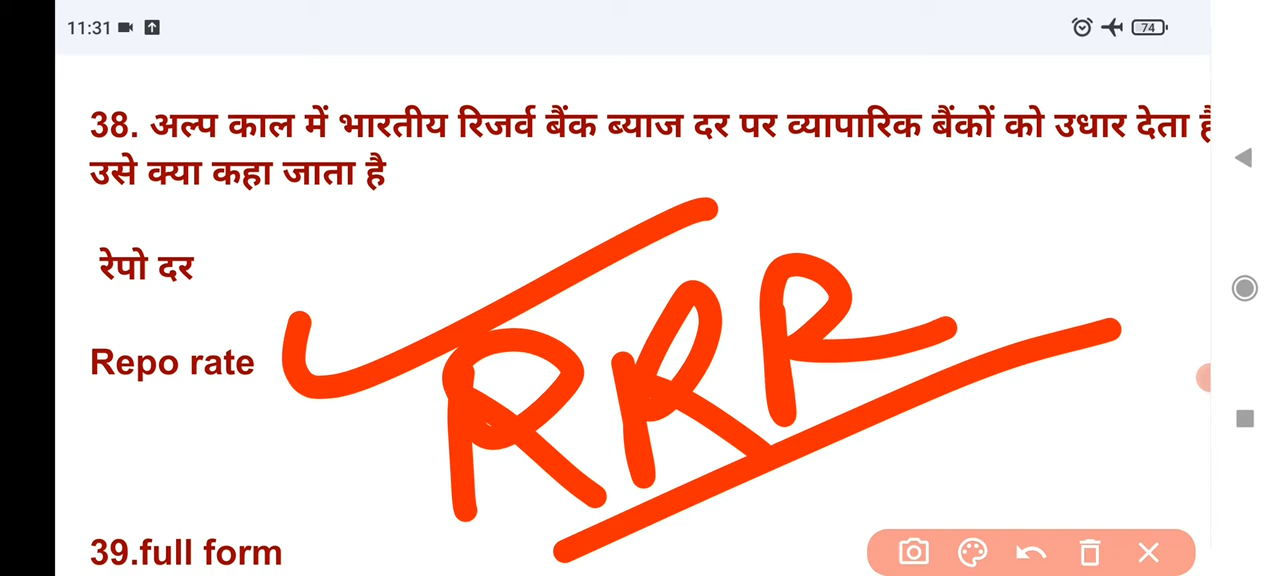 11:31
74
38. अल्प काल में भारतीय रिजर्व बैंक ब्याज दर पर व्यापारिक बैंकों को उधार देता है
उसे क्या कहा जाता है
रेपो दर
Repo rate
RRR
39.full form